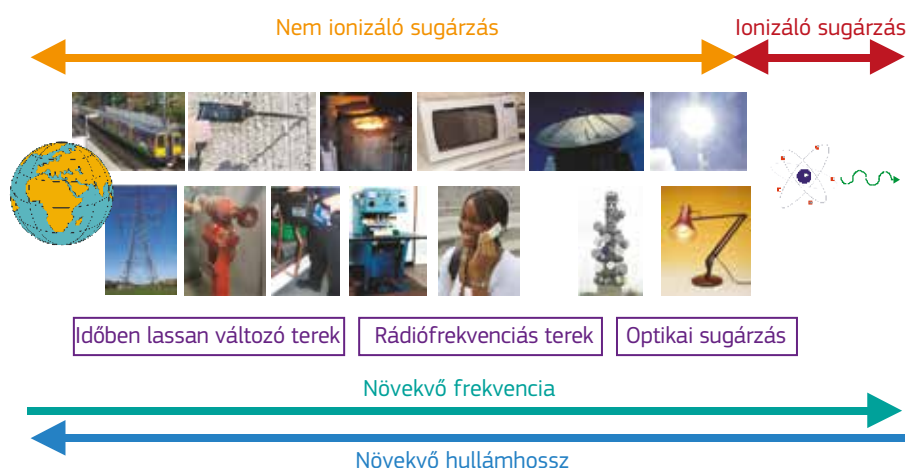 Nem ionizáló sugárzás
Ionizáló sugárzás
Időben lassan változó terek
Rádiófrekvenciás terek
Optikai sugárzás
Növekvő frekvencia
Növekvő hullámhossz